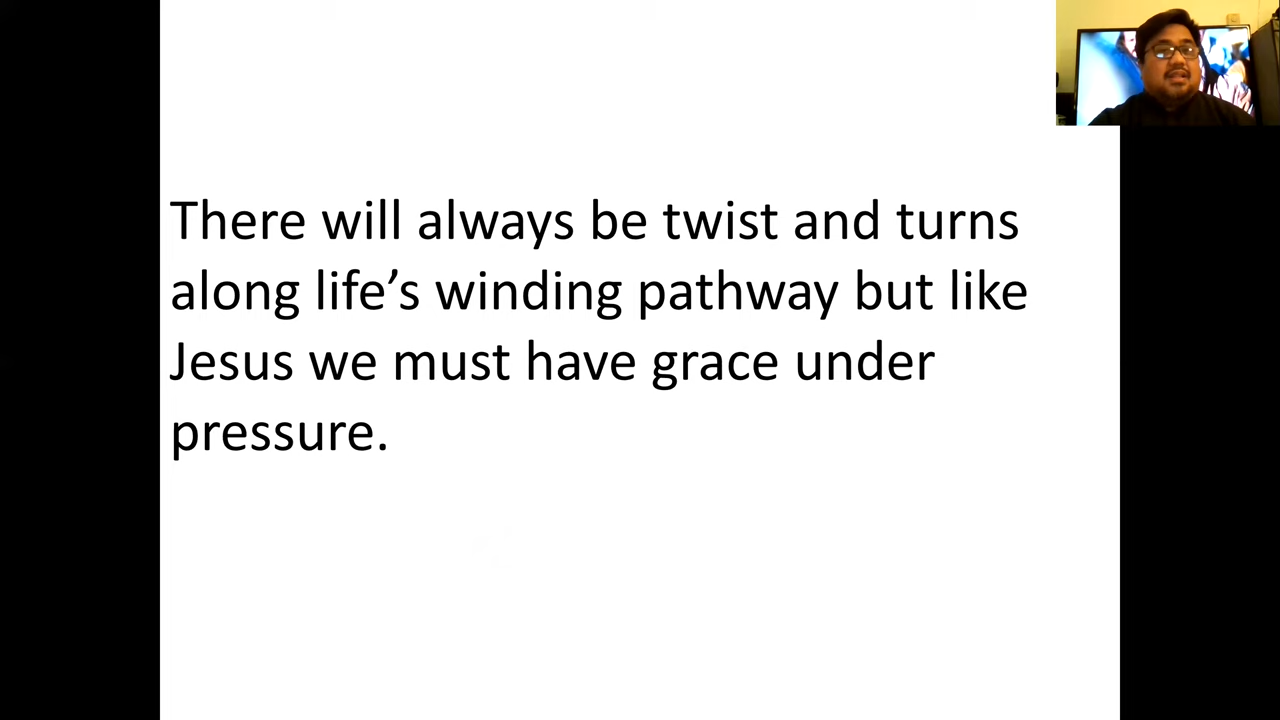 There will always be twist and turns
along life’s winding pathway but like
Jesus we must have grace under
pressure.